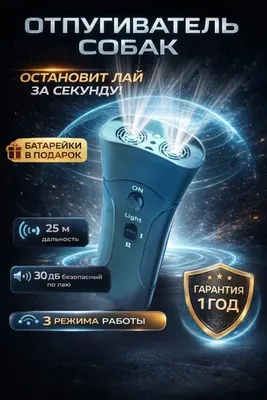 ОТПУГИВАТЕЛЬ
СОБАК
ОСТАНОВИТ ЛАЙ
ЗА СЕКУНДУ!
БАТАРЕЙКИ
В ПОДАРОК
ON
Light
I
II
25 м
дальность
30 дБ безопасный
по лаю
3 РЕЖИМА РАБОТЫ
ГАРАНТИЯ
1 ГОД